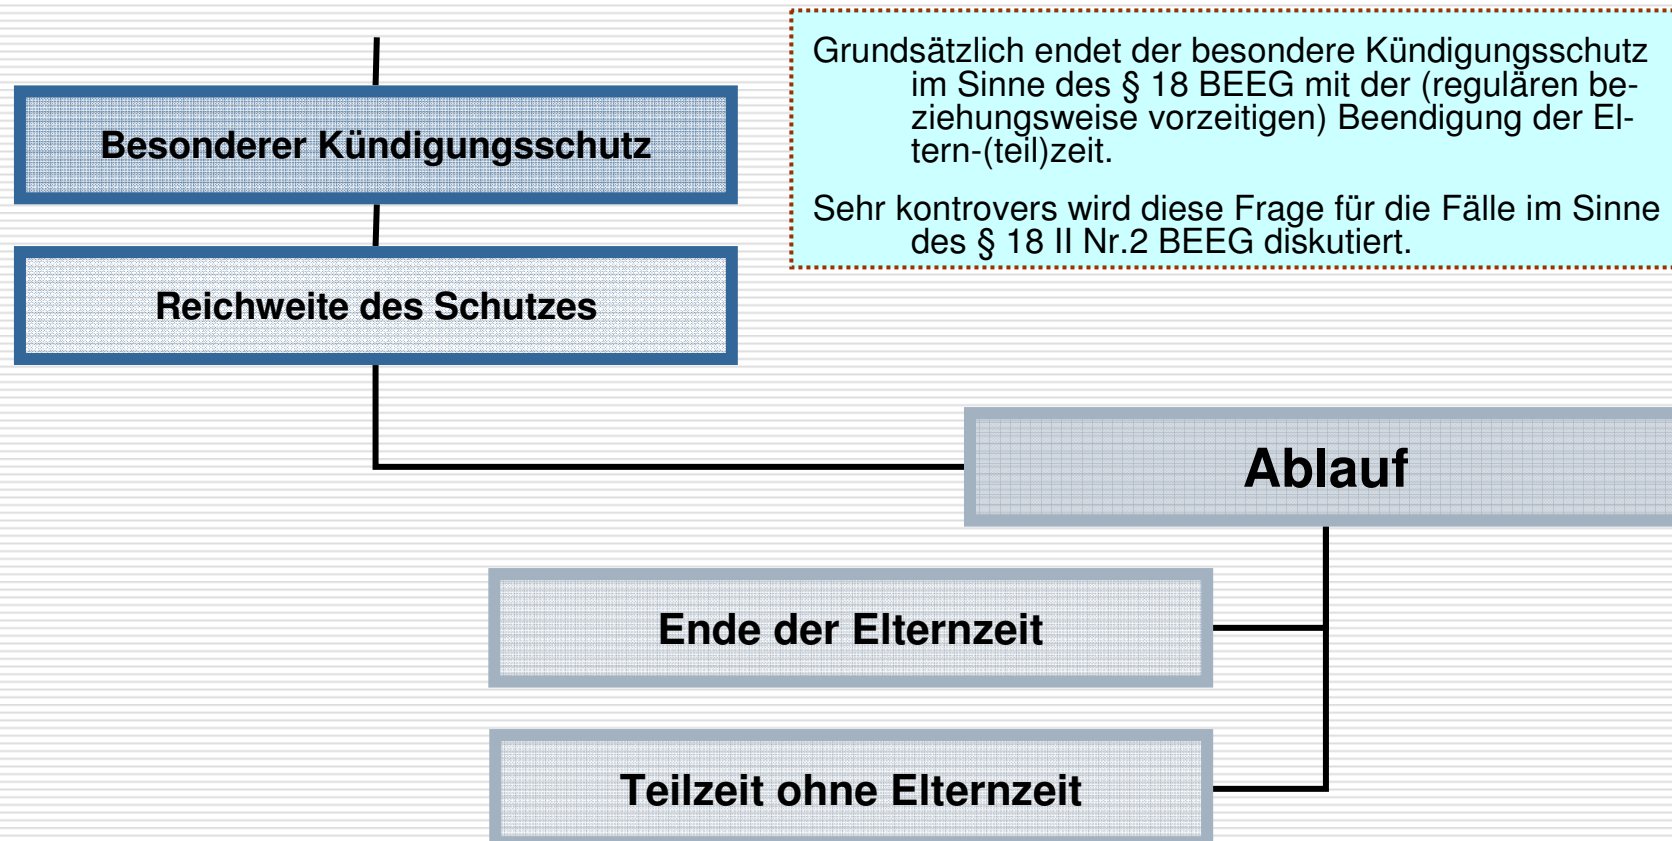 Besonderer Kündigungsschutz
Reichweite des Schutzes
Grundsätzlich endet der besondere Kündigungsschutz
im Sinne des § 18 BEEG mit der (regulären be-
ziehungsweise vorzeitigen) Beendigung der El-
tern-(teil)zeit.
Sehr kontrovers wird diese Frage für die Fälle im Sinne
des § 18 II Nr.2 BEEG diskutiert.
Ablauf
Ende der Elternzeit
Teilzeit ohne Elternzeit